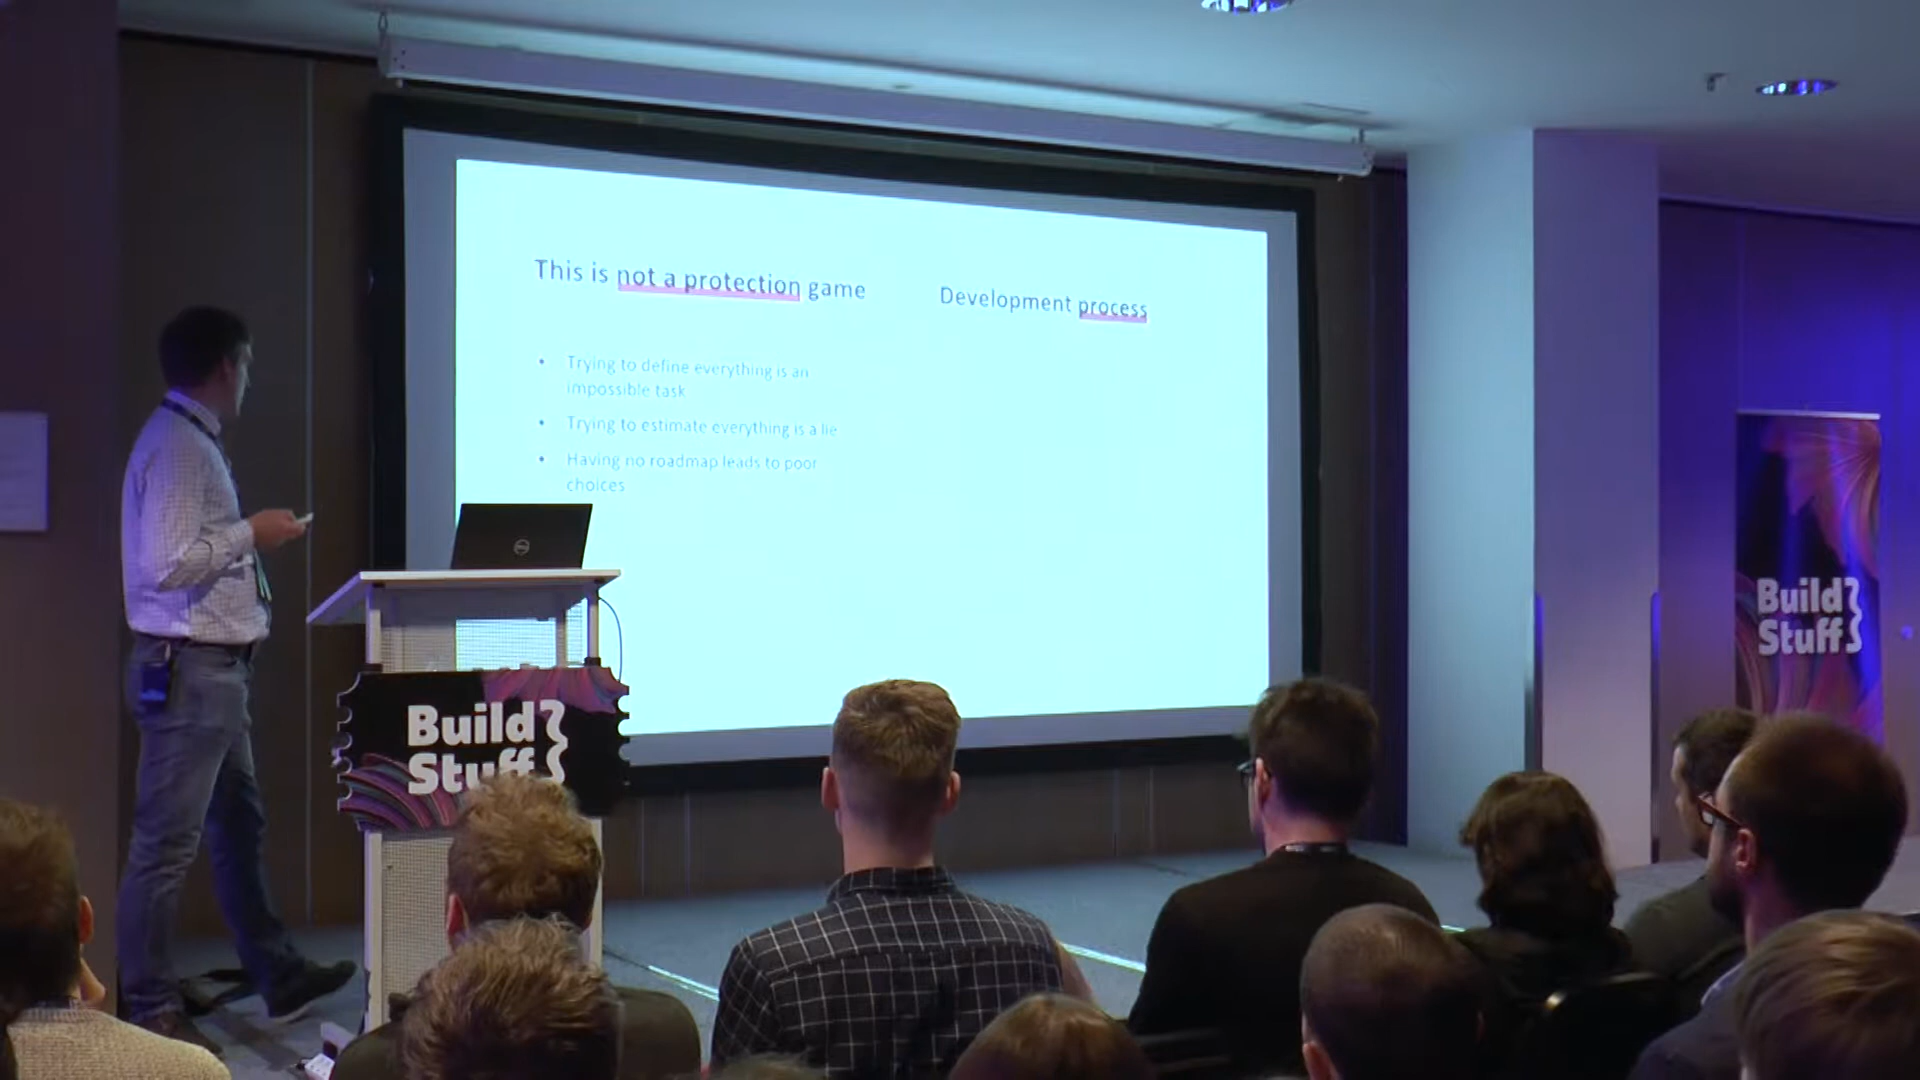 This is not a protection game
Development process
• Trying to define everything is an
impossible task
• Trying to estimate everything is a lie
• Having no roadmap leads to poor
choices
Build
Stuff
Build
Stuff